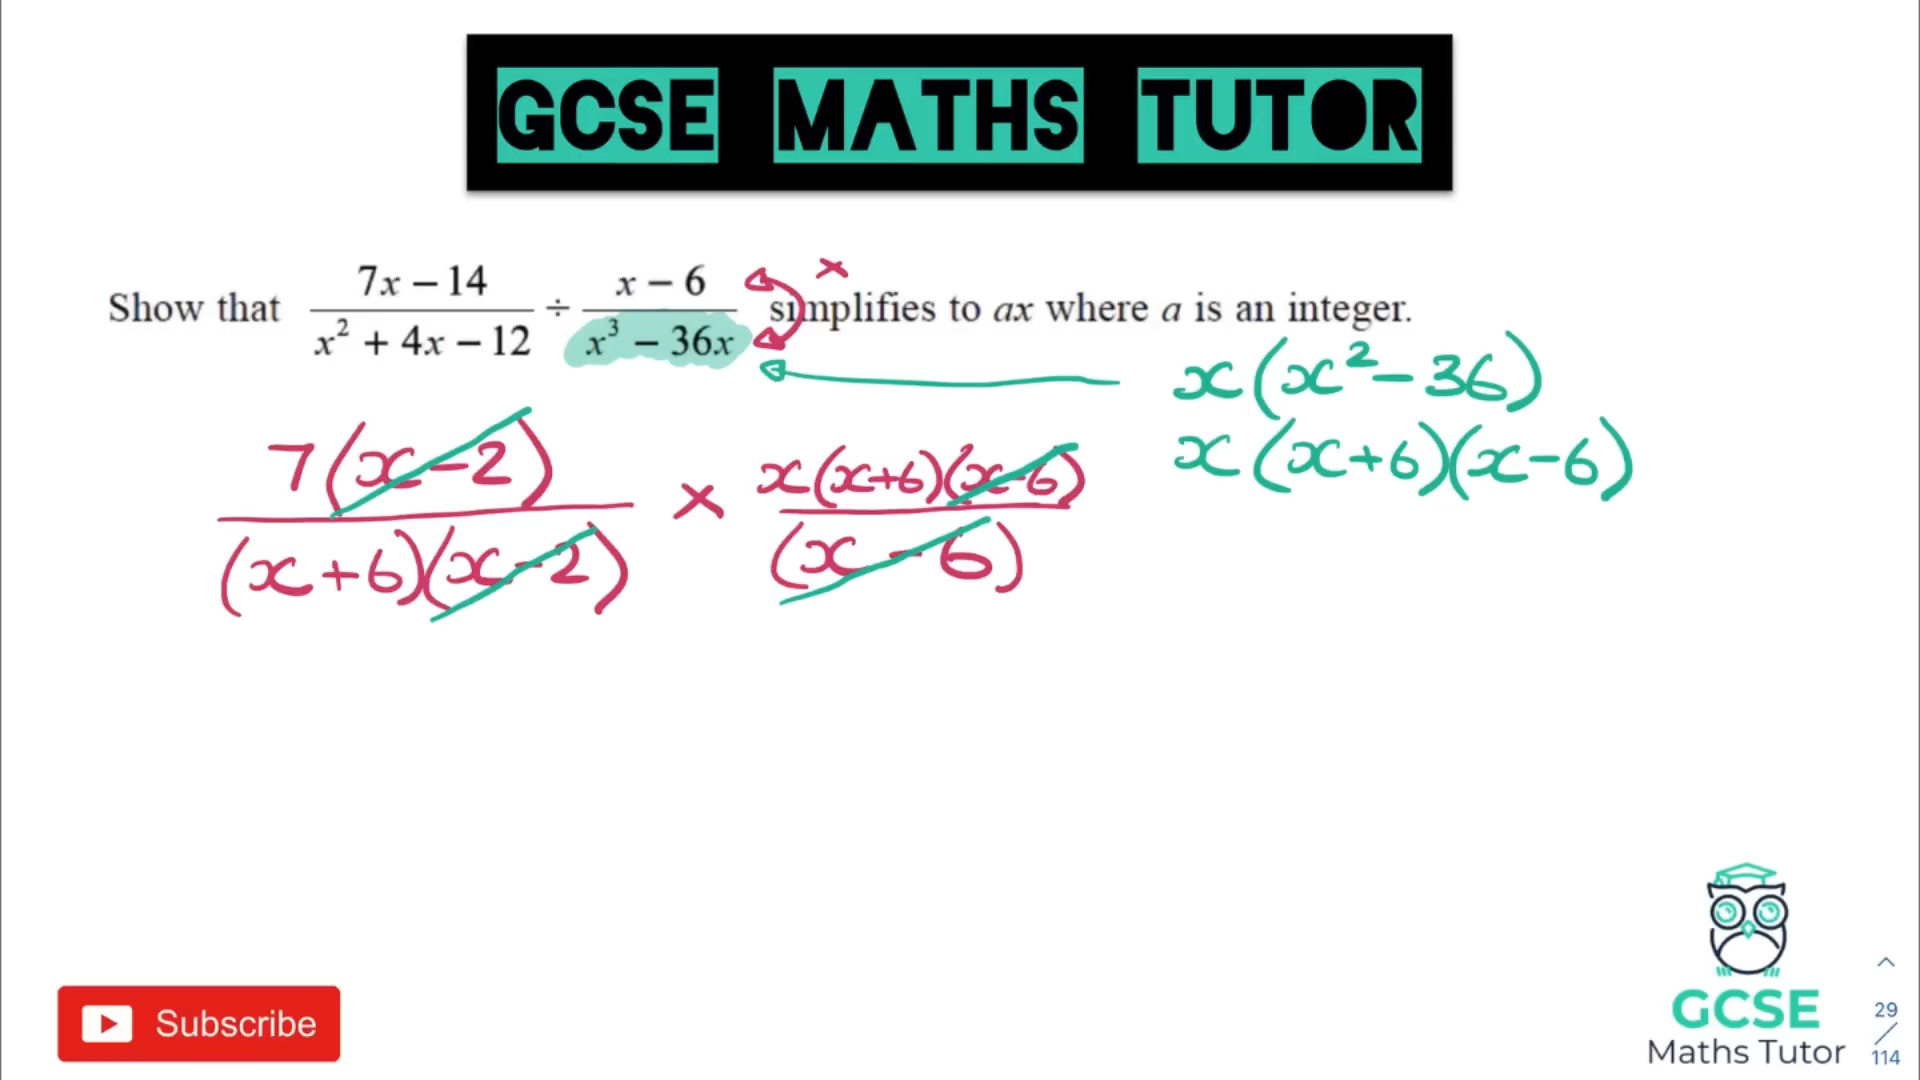 GCSE MATHS TUTOR
Show that (7x − 14)/(x² + 4x − 12) ÷ (x − 6)/(x³ − 36x) simplifies to ax where a is an integer.
×
x(x² − 36)
x(x+6)(x−6)
7(x−2)/(x+6)(x−2) × x(x+6)(x−6)/(x−6)
Subscribe
GCSE
Maths Tutor
29
/
114